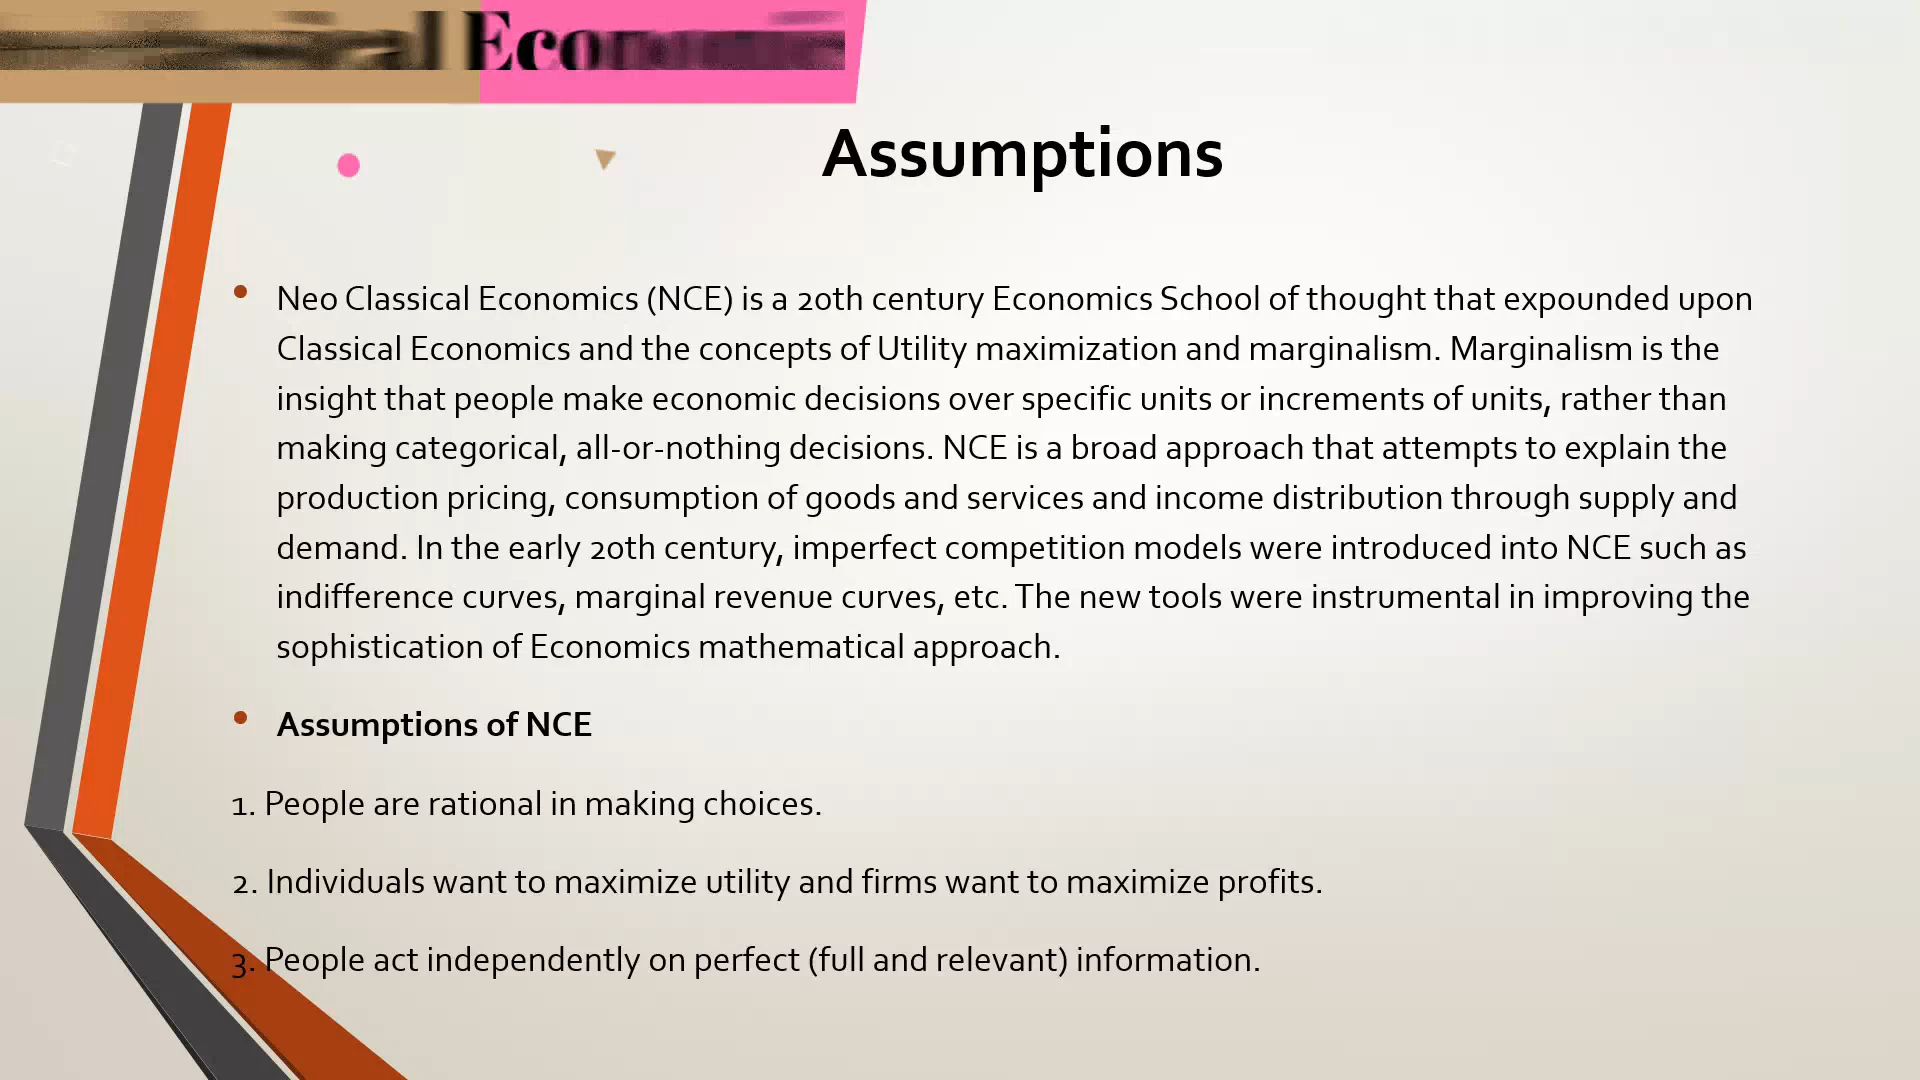 Economics
Assumptions
• Neo Classical Economics (NCE) is a 20th century Economics School of thought that expounded upon
Classical Economics and the concepts of Utility maximization and marginalism. Marginalism is the
insight that people make economic decisions over specific units or increments of units, rather than
making categorical, all-or-nothing decisions. NCE is a broad approach that attempts to explain the
production pricing, consumption of goods and services and income distribution through supply and
demand. In the early 20th century, imperfect competition models were introduced into NCE such as
indifference curves, marginal revenue curves, etc. The new tools were instrumental in improving the
sophistication of Economics mathematical approach.
• Assumptions of NCE
1. People are rational in making choices.
2. Individuals want to maximize utility and firms want to maximize profits.
3. People act independently on perfect (full and relevant) information.